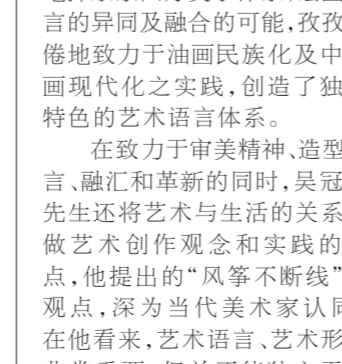 言的异同及融合的可能,孜孜
倦地致力于油画民族化及中
画现代化之实践,创造了独
特色的艺术语言体系。
在致力于审美精神、造型
言、融汇和革新的同时,吴冠
先生还将艺术与生活的关系
做艺术创作观念和实践的
点,他提出的“风筝不断线”
观点,深为当代美术家认同
在他看来,艺术语言、艺术形